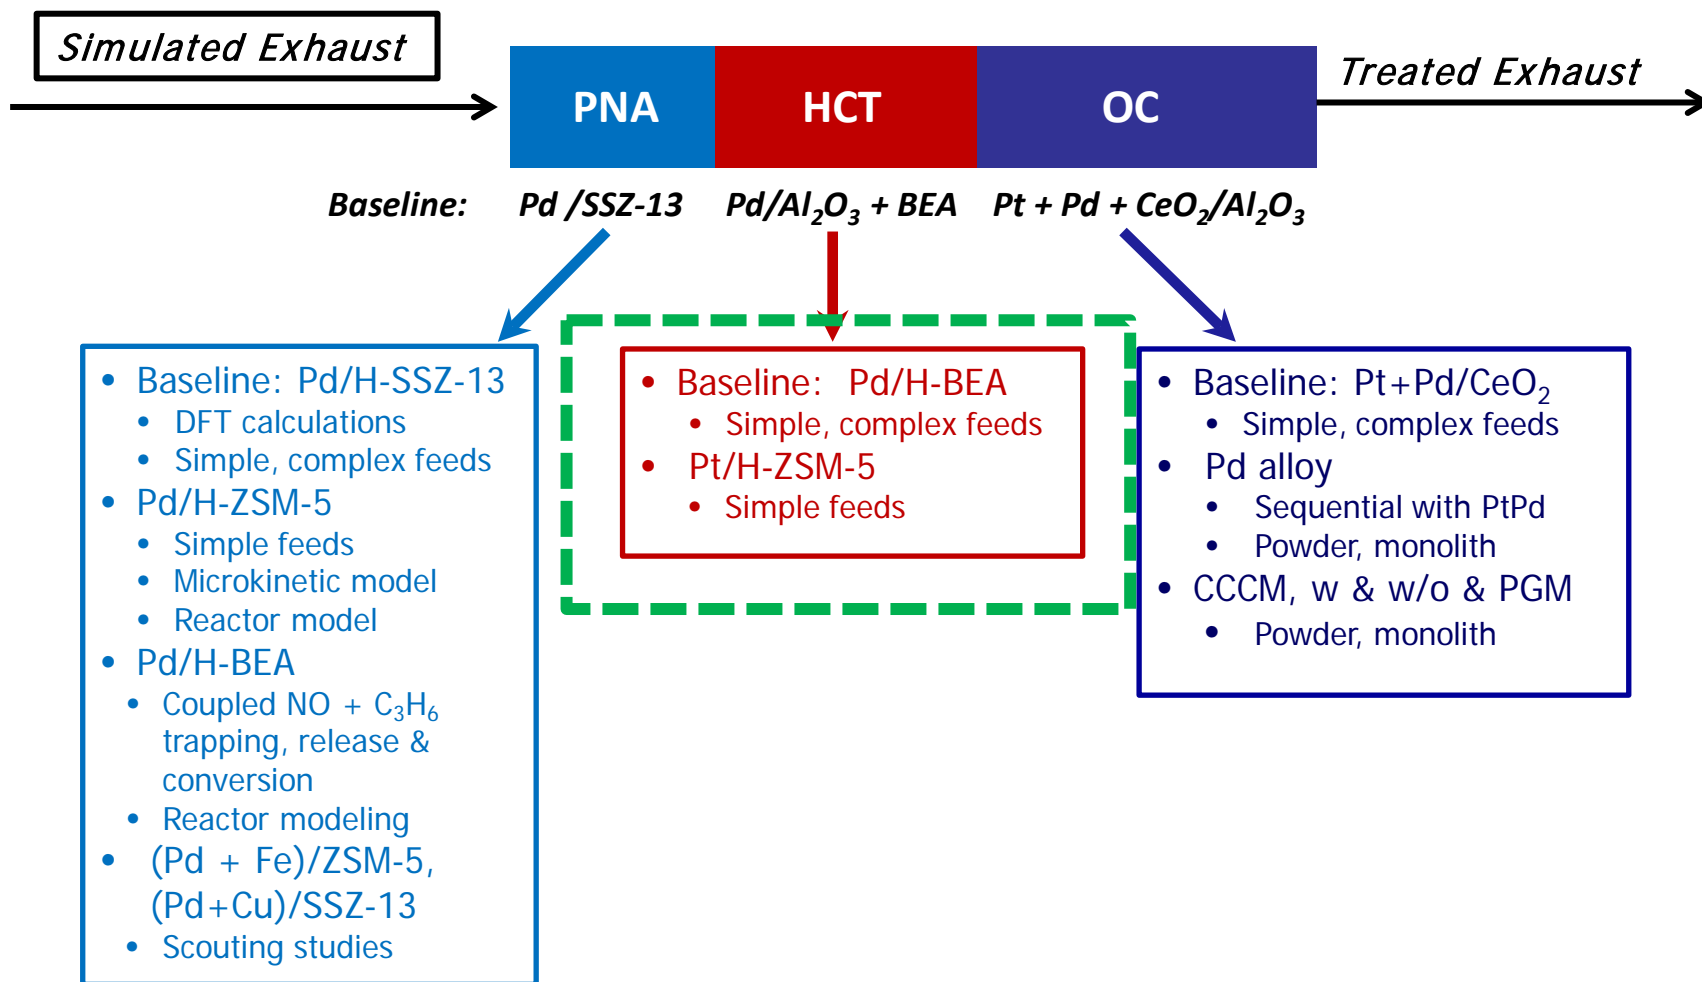 Simulated Exhaust
PNA
HCT
OC
Treated Exhaust
Baseline:
Pd /SSZ-13
Pd/Al₂O₃ + BEA
Pt + Pd + CeO₂/Al₂O₃
• Baseline: Pd/H-SSZ-13
• DFT calculations
• Simple, complex feeds
• Pd/H-ZSM-5
• Simple feeds
• Microkinetic model
• Reactor model
• Pd/H-BEA
• Coupled NO + C₃H₆
trapping, release &
conversion
• Reactor modeling
• (Pd + Fe)/ZSM-5,
(Pd+Cu)/SSZ-13
• Scouting studies
• Baseline: Pd/H-BEA
• Simple, complex feeds
• Pt/H-ZSM-5
• Simple feeds
• Baseline: Pt+Pd/CeO₂
• Simple, complex feeds
• Pd alloy
• Sequential with PtPd
• Powder, monolith
• CCCM, w & w/o & PGM
• Powder, monolith